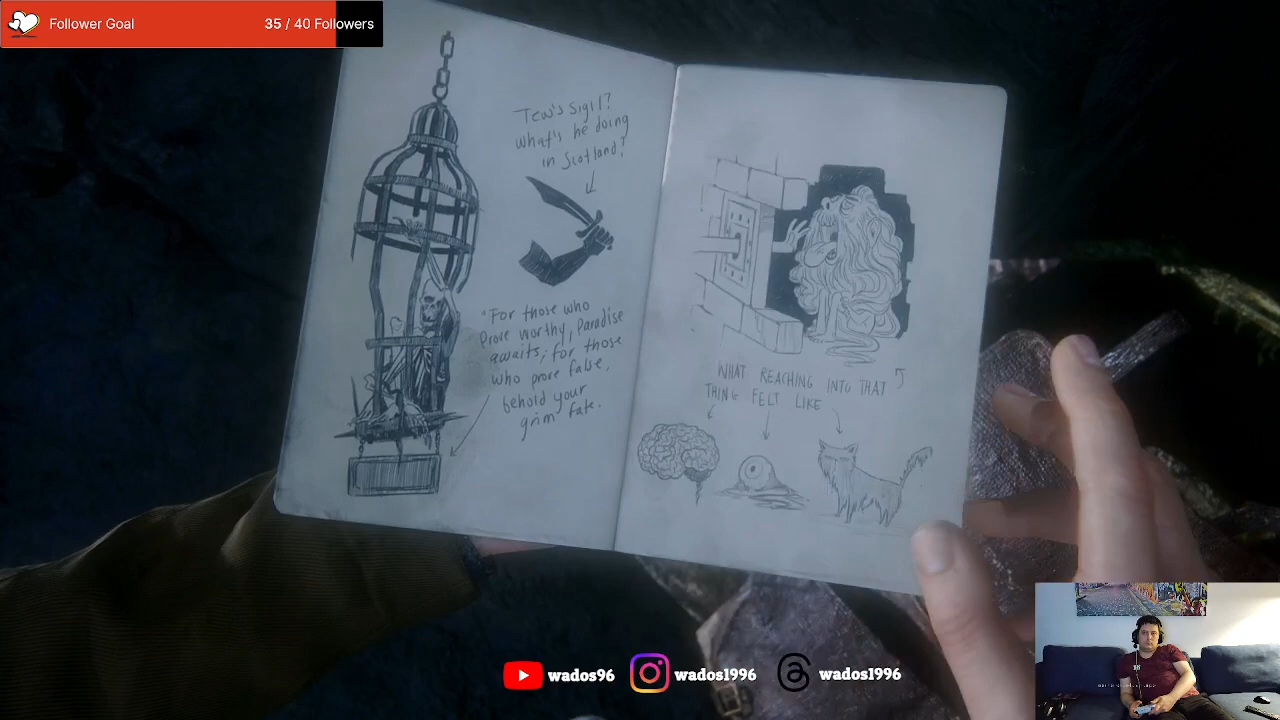 Follower Goal
35 / 40 Followers
Tew's Sigil?
what's he doing
in Scotland?
"For those who
prove worthy, Paradise
awaits; for those
who prove false,
behold your
grim fate.
WHAT REACHING INTO THAT
THING FELT LIKE
wados96
wados1996
wados1996